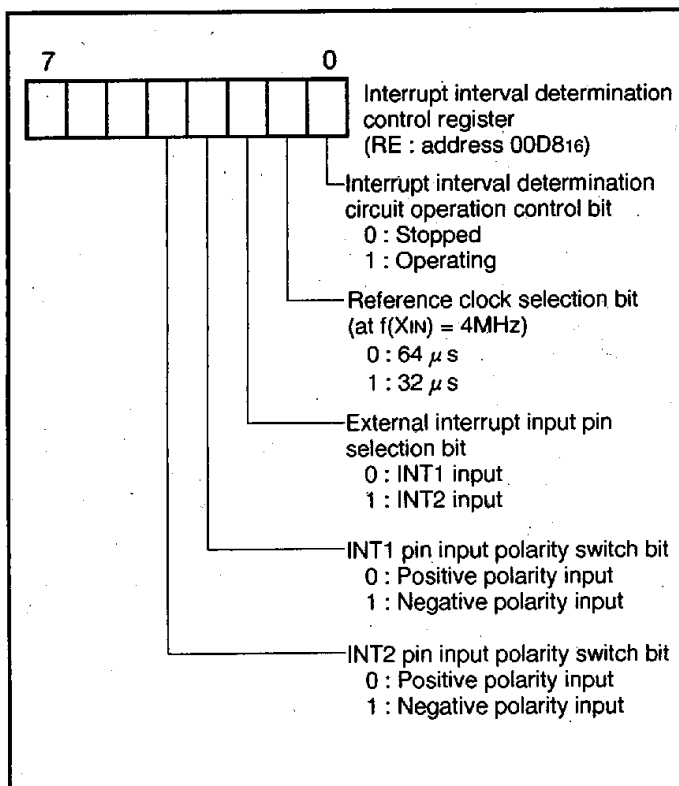 7 0
Interrupt interval determination
control register
(RE : address 00D816)
Interrupt interval determination
circuit operation control bit
0 : Stopped
1 : Operating
Reference clock selection bit
(at f(XIN) = 4MHz)
0 : 64 μs
1 : 32 μs
External interrupt input pin
selection bit
0 : INT1 input
1 : INT2 input
INT1 pin input polarity switch bit
0 : Positive polarity input
1 : Negative polarity input
INT2 pin input polarity switch bit
0 : Positive polarity input
1 : Negative polarity input